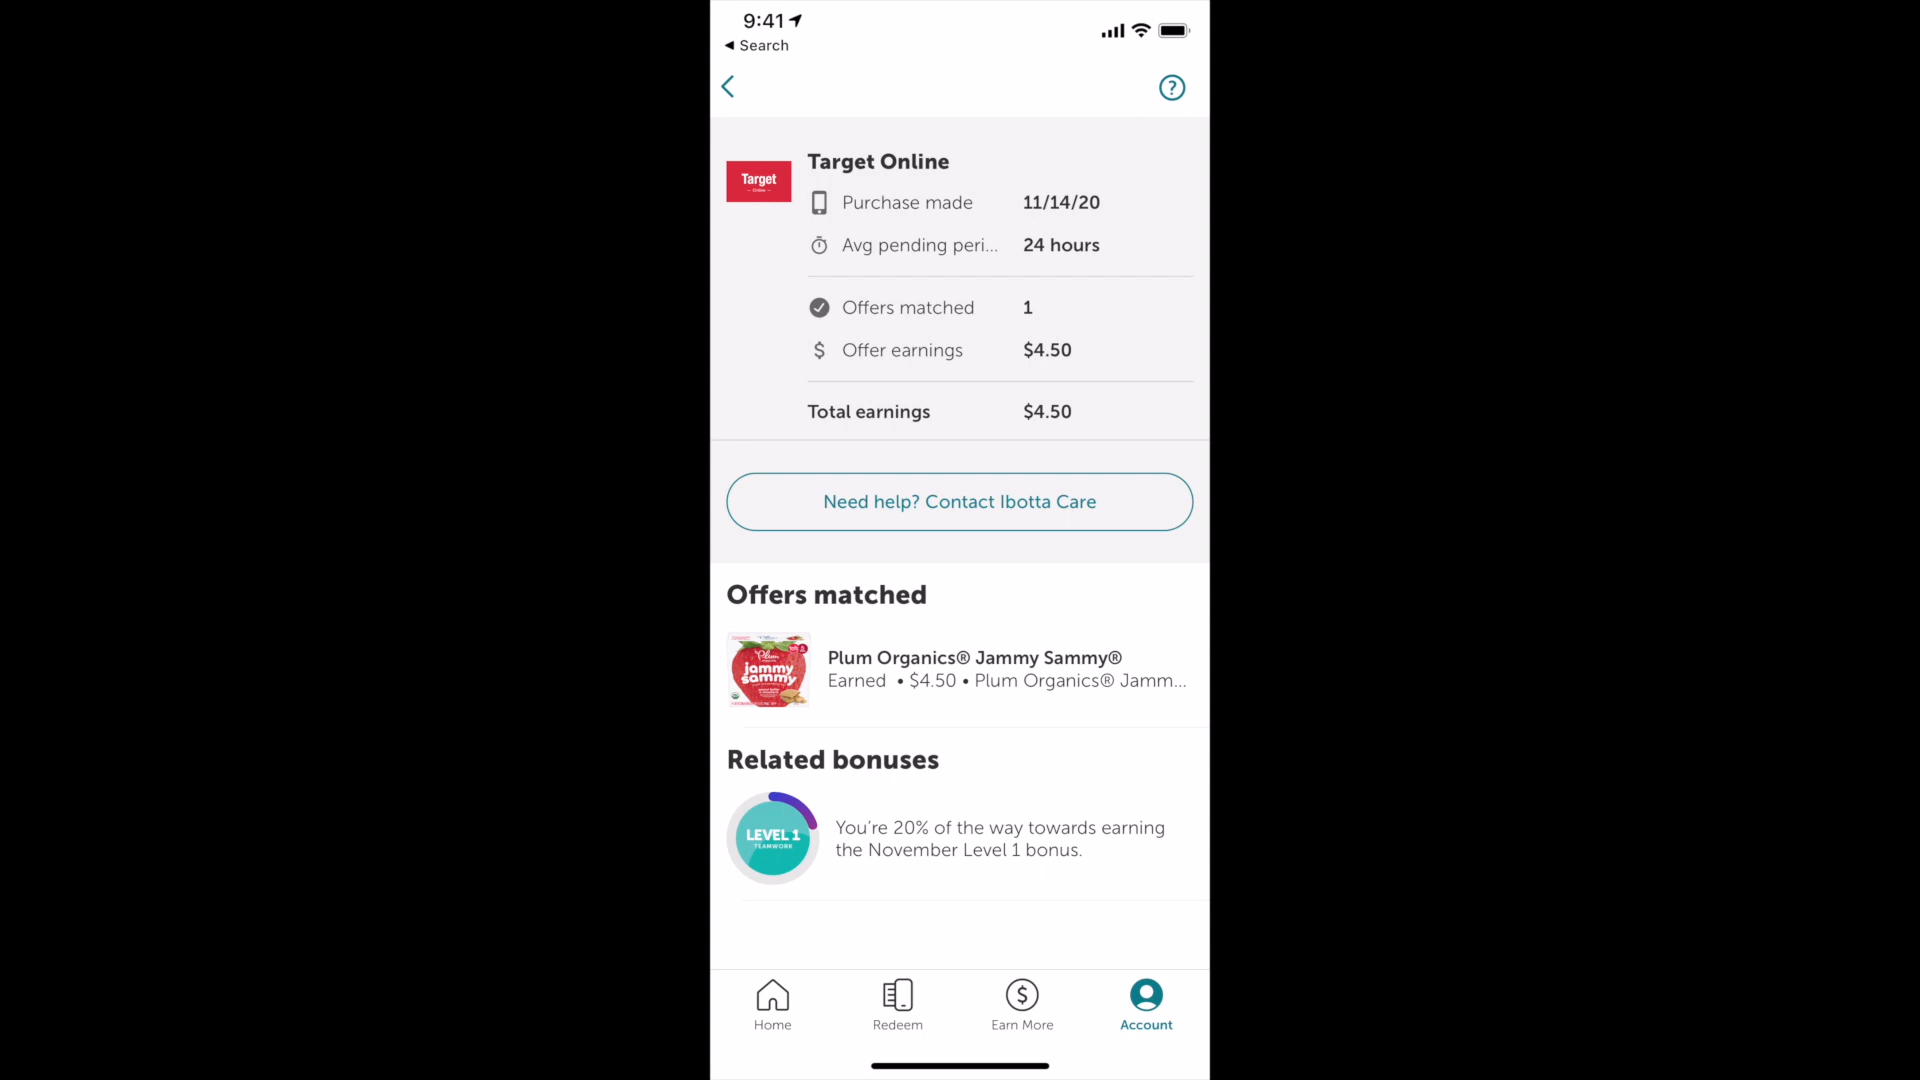 9:41
◄ Search
?
Target Online
Target
Online
Purchase made 11/14/20
Avg pending peri... 24 hours
Offers matched 1
$ Offer earnings $4.50
Total earnings $4.50
Need help? Contact Ibotta Care
Offers matched
Plum
jammy
sammy
Plum Organics® Jammy Sammy®
Earned • $4.50 • Plum Organics® Jamm...
Related bonuses
LEVEL 1
TEAMWORK
You're 20% of the way towards earning
the November Level 1 bonus.
$
Home Redeem Earn More Account